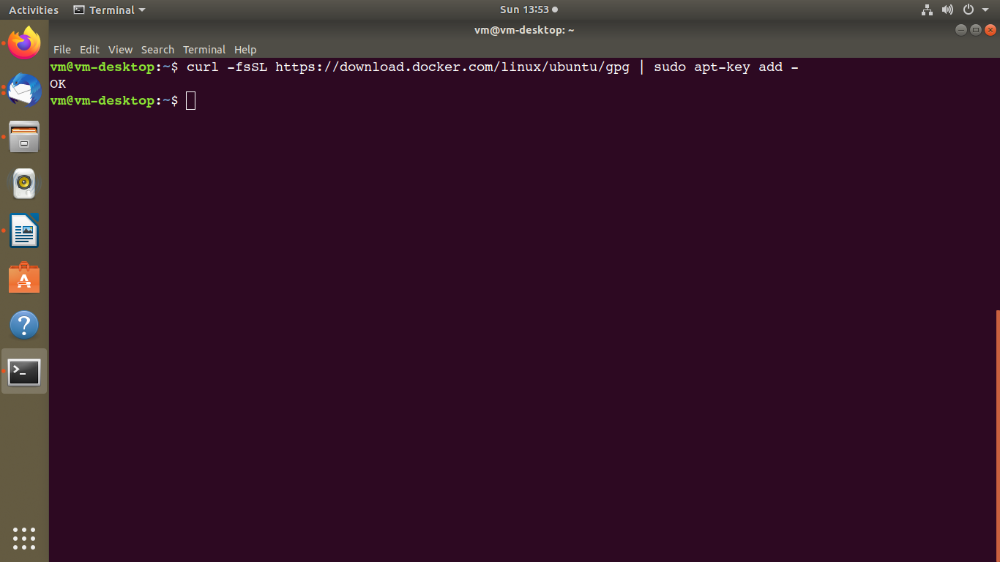 Activities Terminal Sun 13:53
vm@vm-desktop: ~
File Edit View Search Terminal Help
vm@vm-desktop:~$ curl -fsSL https://download.docker.com/linux/ubuntu/gpg | sudo apt-key add -
OK
vm@vm-desktop:~$